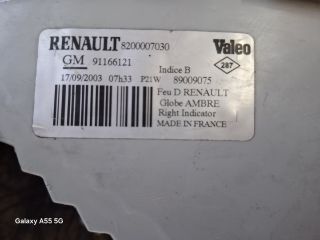 RENAULT 8200007030 Valeo
GM 91166121 Indice B 287
17/09/2003 07h33 P21W 89009075
Feu D RENAULT
Globe AMBRE
Right Indicator
MADE IN FRANCE
Galaxy A55 5G